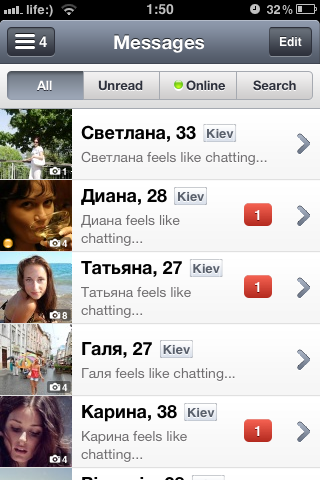 life:) 1:50 32%
4 Messages Edit
All Unread Online Search
Светлана, 33 Kiev
Светлана feels like chatting...
1
Диана, 28 Kiev
Диана feels like
chatting...
1
4
Татьяна, 27 Kiev
Татьяна feels like
chatting...
1
8
Галя, 27 Kiev
Галя feels like chatting...
4
Карина, 38 Kiev
Карина feels like
chatting...
1
4